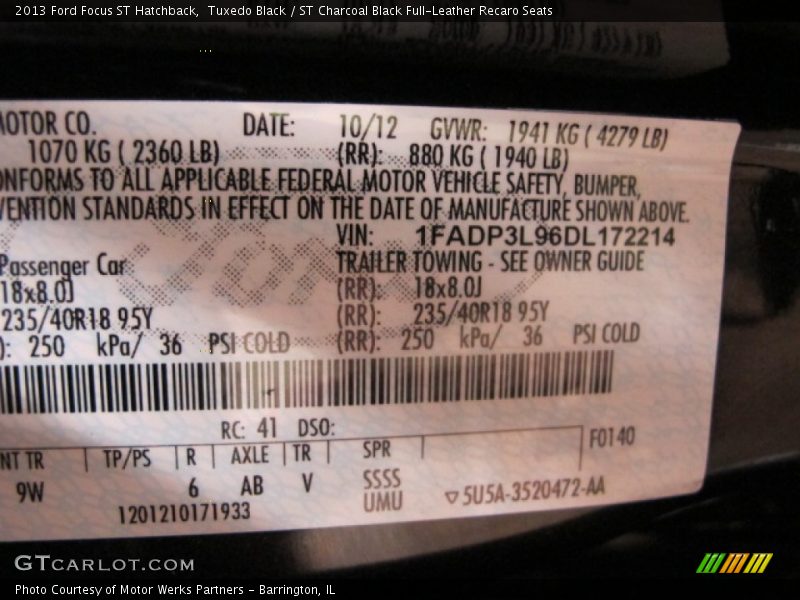 2013 Ford Focus ST Hatchback, Tuxedo Black / ST Charcoal Black Full-Leather Recaro Seats
MOTOR CO. DATE: 10/12 GVWR: 1941 KG ( 4279 LB)
1070 KG ( 2360 LB) (RR): 880 KG ( 1940 LB)
ONFORMS TO ALL APPLICABLE FEDERAL MOTOR VEHICLE SAFETY, BUMPER,
VENTION STANDARDS IN EFFECT ON THE DATE OF MANUFACTURE SHOWN ABOVE.
VIN: 1FADP3L96DL172214
Passenger Car TRAILER TOWING - SEE OWNER GUIDE
18x8.0J (RR): 18x8.0J
235/40R18 95Y (RR): 235/40R18 95Y
): 250 kPa/ 36 PSI COLD (RR): 250 kPa/ 36 PSI COLD
RC: 41 DSO:
NT TR TP/PS R AXLE TR SPR F0140
9W 6 AB V SSSS
UMU 5U5A-3520472-AA
1201210171933
GTCARLOT.COM
Photo Courtesy of Motor Werks Partners - Barrington, IL